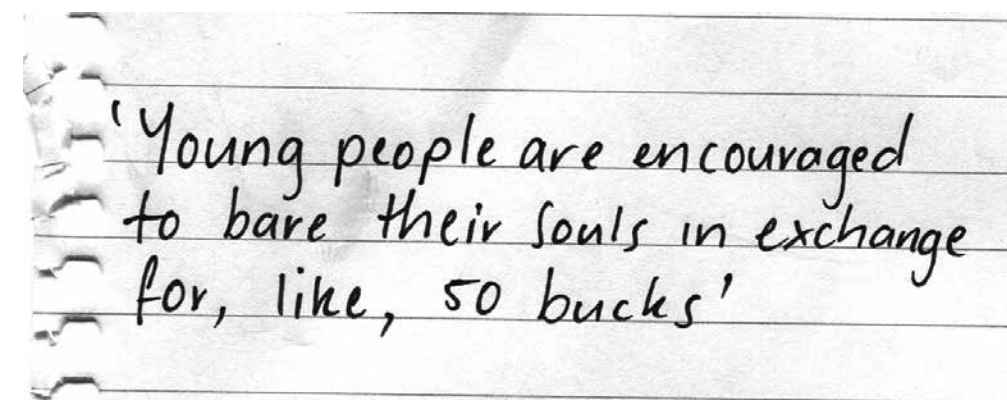 'Young people are encouraged
to bare their souls in exchange
for, like, 50 bucks'